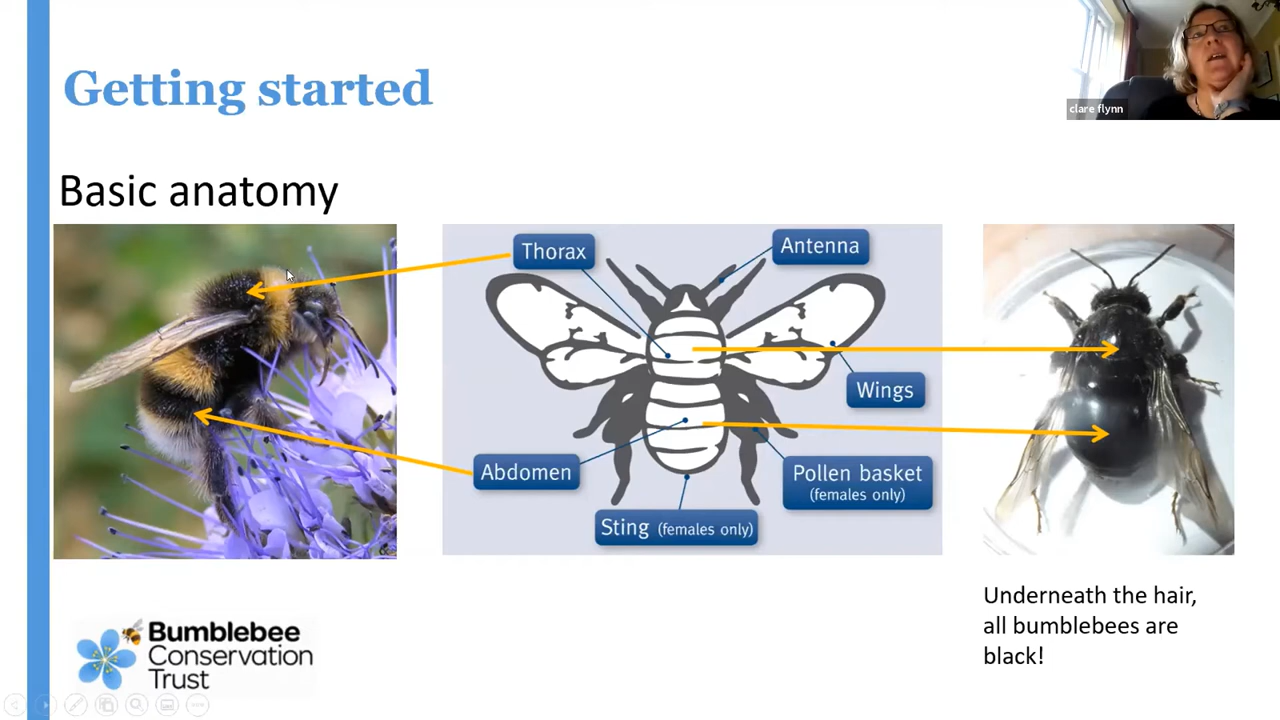 Getting started
clare flynn
Basic anatomy
Thorax
Antenna
Wings
Abdomen
Pollen basket
(females only)
Sting (females only)
Underneath the hair,
all bumblebees are
black!
Bumblebee
Conservation
Trust